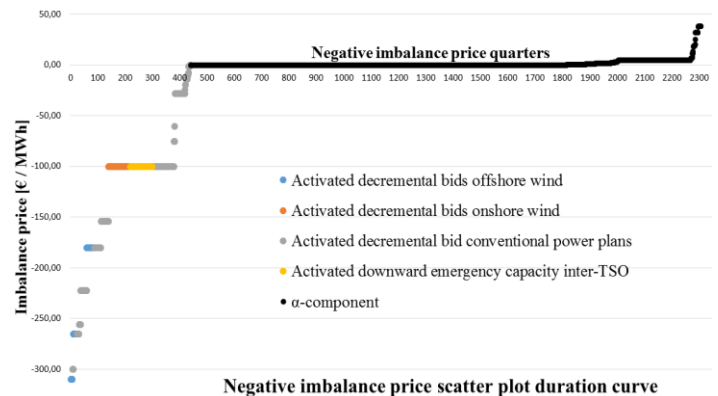 50,00
Negative imbalance price quarters
0,00
0 100 200 300 400 500 600 700 800 900 1000 1100 1200 1300 1400 1500 1600 1700 1800 1900 2000 2100 2200 2300
-50,00
-100,00
-150,00
-200,00
-250,00
-300,00
Imbalance price [€ / MWh]
Activated decremental bids offshore wind
Activated decremental bids onshore wind
Activated decremental bid conventional power plans
Activated downward emergency capacity inter-TSO
α-component
Negative imbalance price scatter plot duration curve